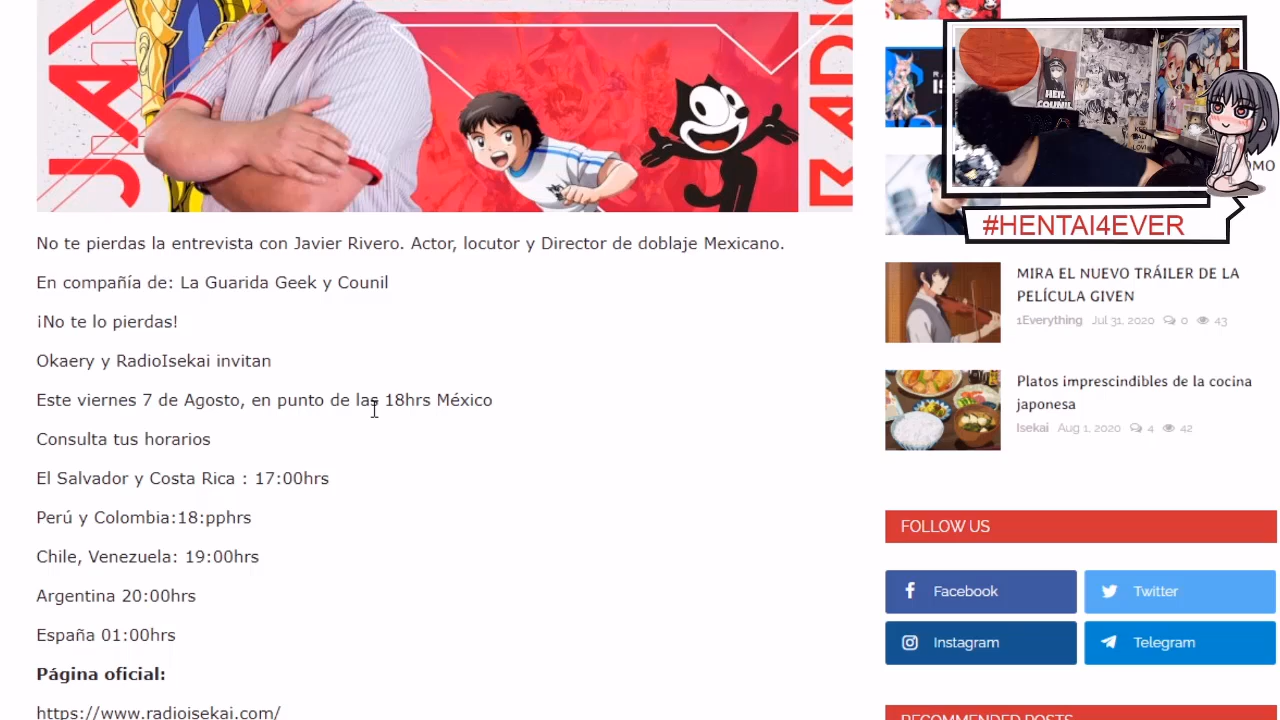 JAV
RADIO
No te pierdas la entrevista con Javier Rivero. Actor, locutor y Director de doblaje Mexicano.
En compañía de: La Guarida Geek y Counil
¡No te lo pierdas!
Okaery y RadioIsekai invitan
Este viernes 7 de Agosto, en punto de las 18hrs México
Consulta tus horarios
El Salvador y Costa Rica : 17:00hrs
Perú y Colombia:18:pphrs
Chile, Venezuela: 19:00hrs
Argentina 20:00hrs
España 01:00hrs
Página oficial:
https://www.radioisekai.com/
#HENTAI4EVER
MIRA EL NUEVO TRÁILER DE LA
PELÍCULA GIVEN
1Everything Jul 31, 2020 0 43
Platos imprescindibles de la cocina
japonesa
Isekai Aug 1, 2020 4 42
FOLLOW US
Facebook
Twitter
Instagram
Telegram
RECOMMENDED POSTS